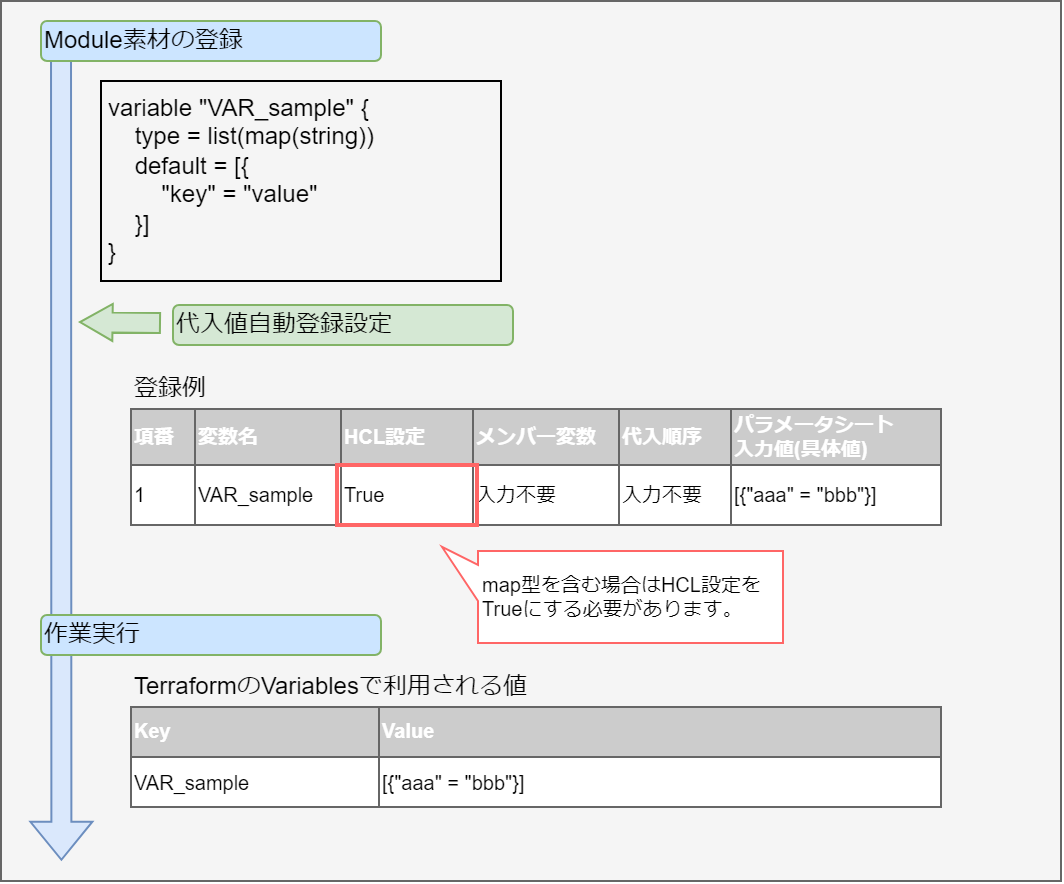 Module素材の登録
variable "VAR_sample" {
type = list(map(string))
default = [{
"key" = "value"
}]
}
代入値自動登録設定
登録例
項番 変数名 HCL設定 メンバー変数 代入順序 パラメータシート
入力値(具体値)
1 VAR_sample True 入力不要 入力不要 [{"aaa" = "bbb"}]
map型を含む場合はHCL設定を
Trueにする必要があります。
作業実行
TerraformのVariablesで利用される値
Key Value
VAR_sample [{"aaa" = "bbb"}]